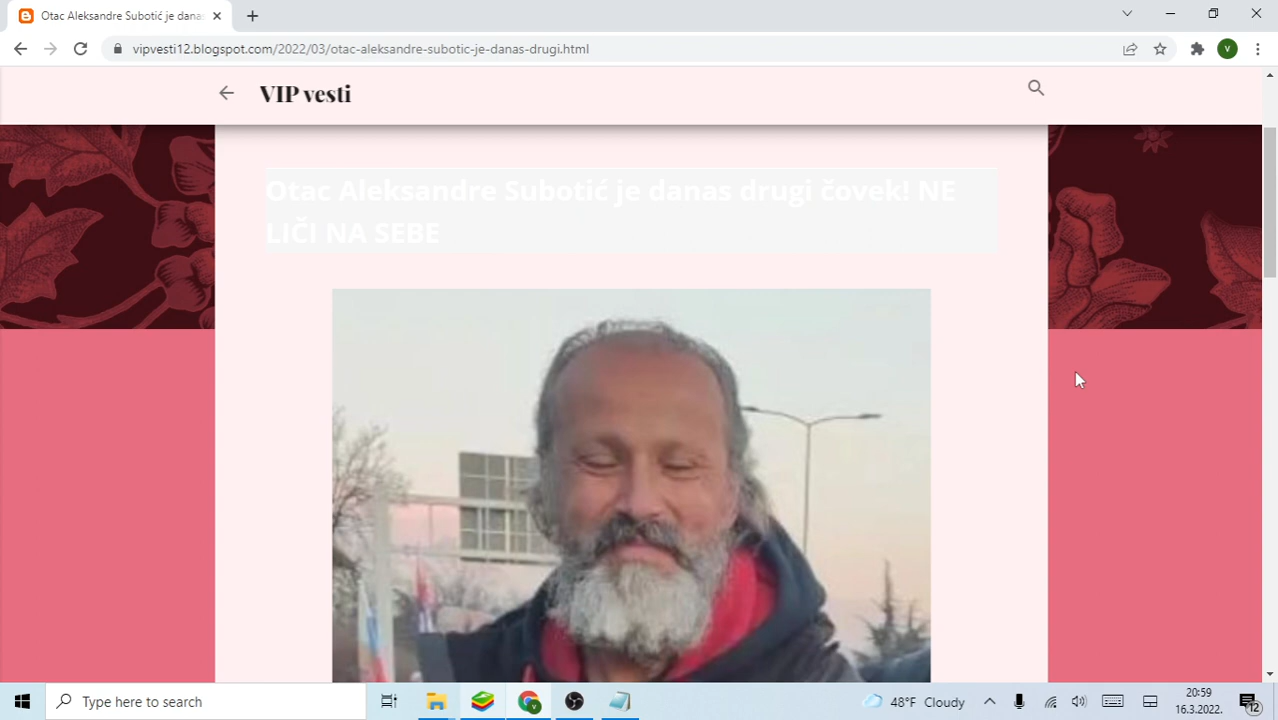 Otac Aleksandre Subotić je dana
vipvesti12.blogspot.com/2022/03/otac-aleksandre-subotic-je-danas-drugi.html
V
VIP vesti
Otac Aleksandre Subotić je danas drugi čovek! NE
LIČI NA SEBE
Type here to search
48°F Cloudy
20:59
16.3.2022.
12